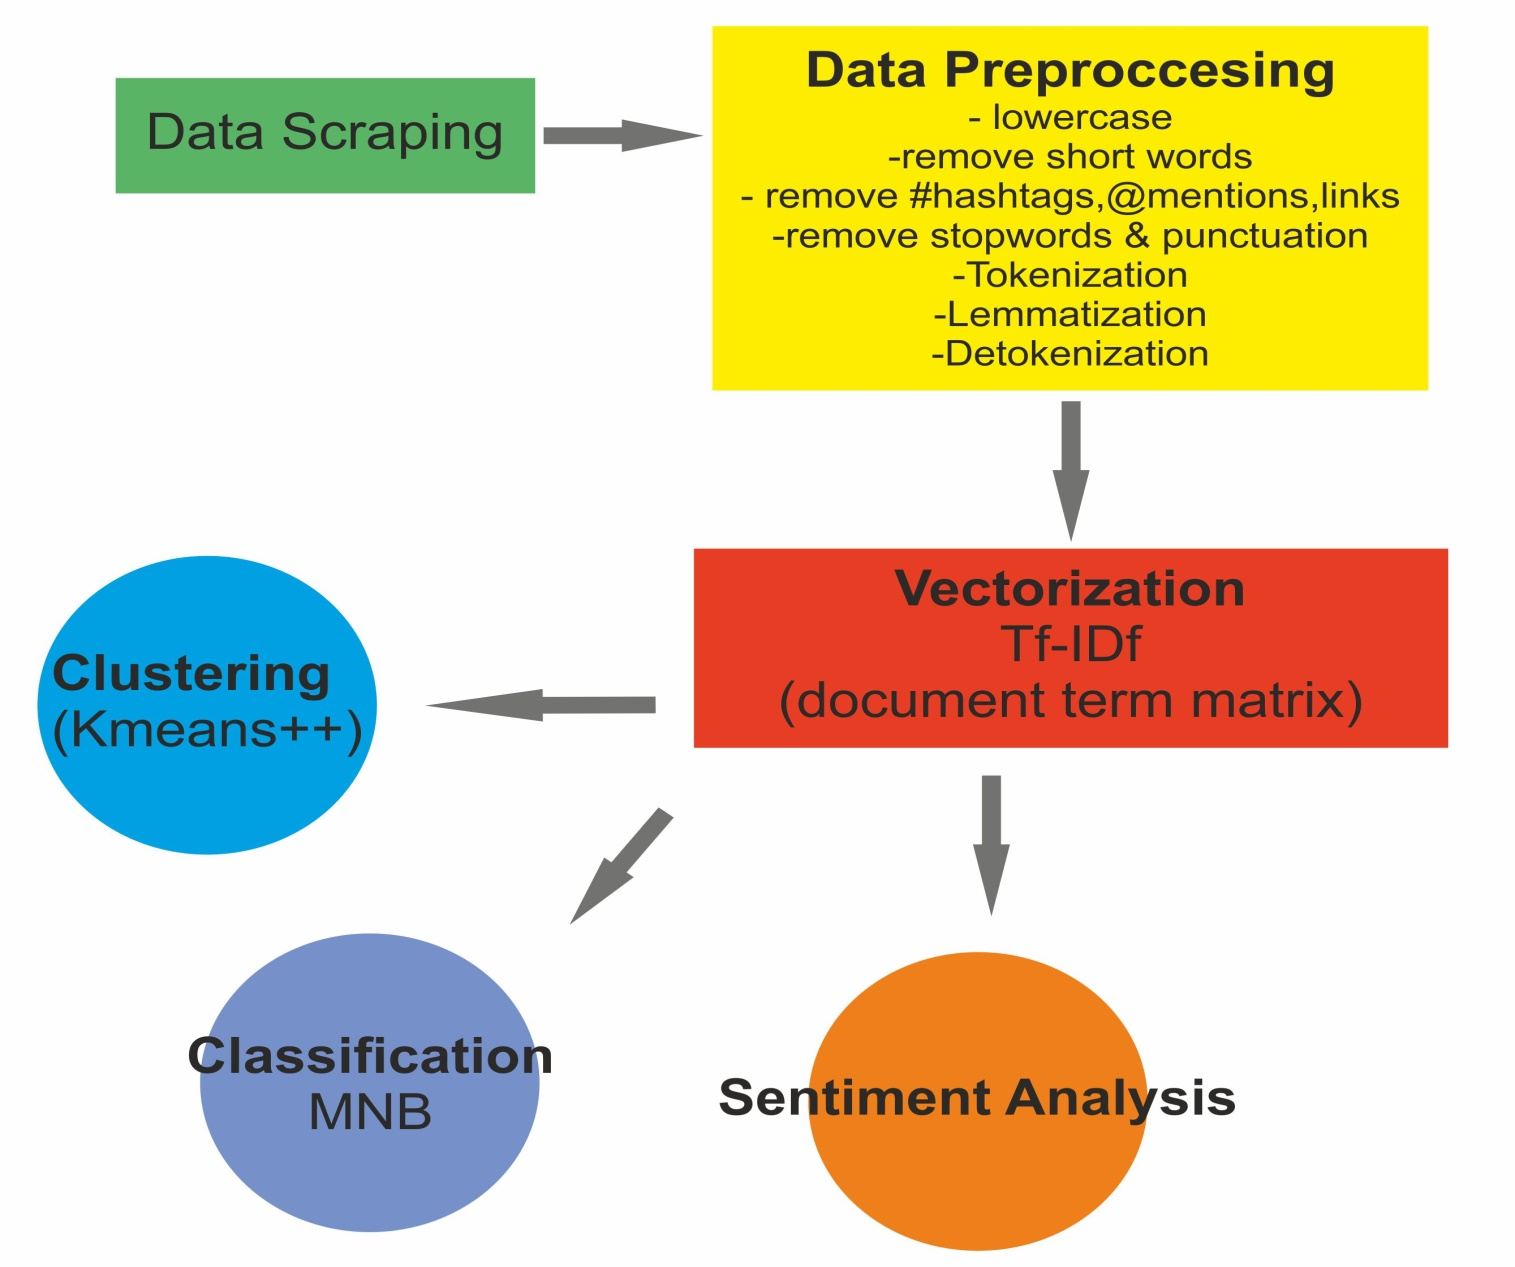 Data Scraping
Data Preproccesing
- lowercase
-remove short words
- remove #hashtags,@mentions,links
-remove stopwords & punctuation
-Tokenization
-Lemmatization
-Detokenization
Vectorization
Tf-IDf
(document term matrix)
Clustering
(Kmeans++)
Classification
MNB
Sentiment Analysis